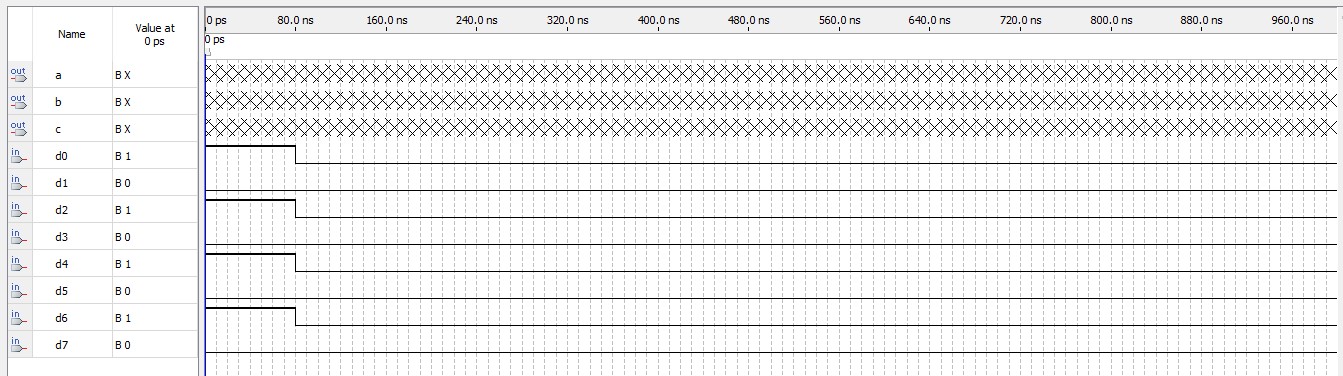 Name Value at 0 ps 0 ps 80.0 ns 160.0 ns 240.0 ns 320.0 ns 400.0 ns 480.0 ns 560.0 ns 640.0 ns 720.0 ns 800.0 ns 880.0 ns 960.0 ns
0 ps
out a B X
out b B X
out c B X
in d0 B 1
in d1 B 0
in d2 B 1
in d3 B 0
in d4 B 1
in d5 B 0
in d6 B 1
in d7 B 0